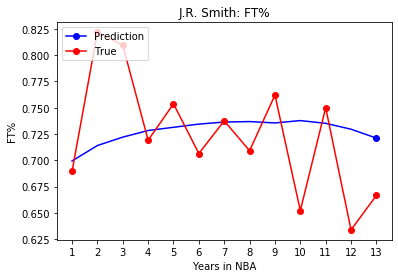 J.R. Smith: FT%
Prediction
True
FT%
0.825
0.800
0.775
0.750
0.725
0.700
0.675
0.650
0.625
1 2 3 4 5 6 7 8 9 10 11 12 13
Years in NBA